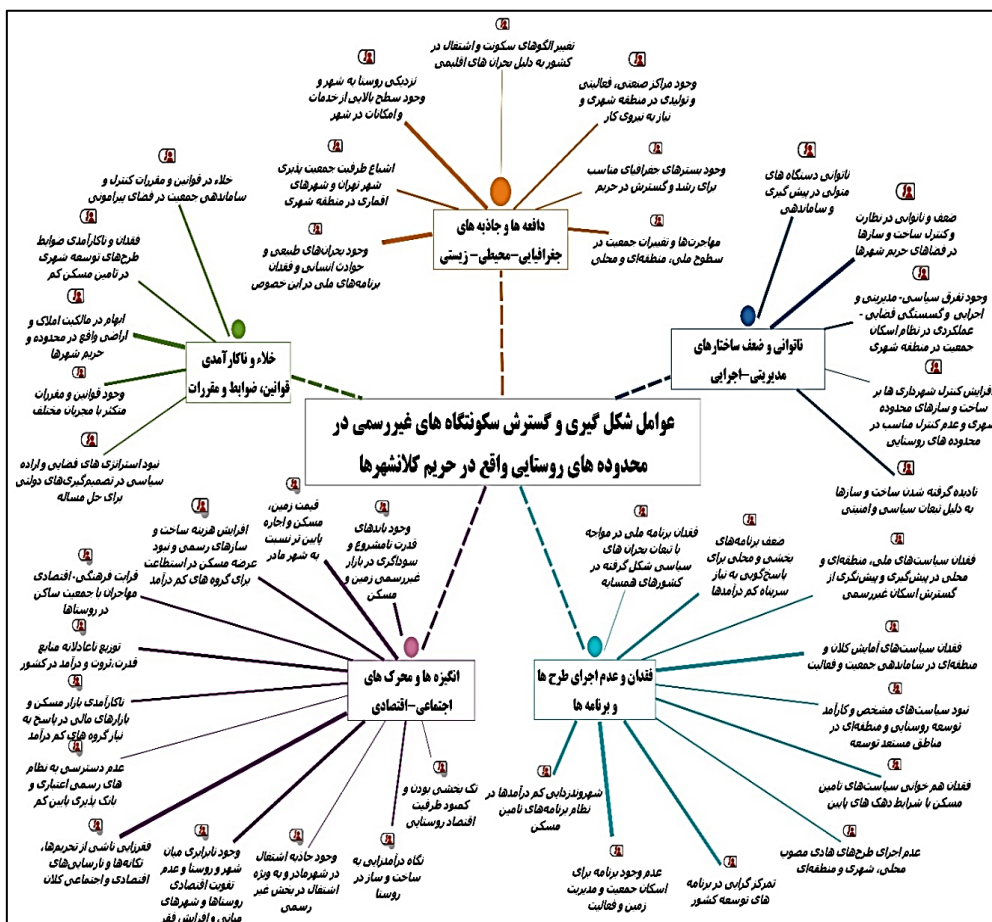 تغییر الگوهای سکونت و اشتغال در
کشور به دلیل بحران های اقلیمی
نزدیکی روستا به شهر و
وجود سطح بالایی از خدمات
و امکانات در شهر
وجود مراکز صنعتی، فعالیتی
و تولیدی در منطقه شهری و
نیاز به نیروی کار
اشباع ظرفیت جمعیت پذیری
شهر تهران و شهرهای
اقماری در منطقه شهری
وجود بسترهای جغرافیای مناسب
برای رشد و گسترش در حریم
وجود بحران‌های طبیعی و
حوادث انسانی و فقدان
برنامه‌های ملی در این خصوص
مهاجرت‌ها و تغییرات جمعیت در
سطوح ملی، منطقه‌ای و محلی
دافعه ها و جاذبه های
جغرافیایی-محیطی- زیستی
ناتوانی دستگاه های
متولی در پیش گیری
و ساماندهی
ضعف و ناتوانی در نظارت
و کنترل ساخت و سازها
در فضاهای حریم شهرها
وجود تفرق سیاسی- مدیریتی و
اجرایی و گسستگی فضایی -
عملکردی در نظام اسکان
جمعیت در منطقه شهری
افزایش کنترل شهرداری ها بر
ساخت و سازهای محدوده
شهری و عدم کنترل مناسب در
محدوده های روستایی
نادیده گرفته شدن ساخت و سازها
به دلیل تبعات سیاسی و امنیتی
ناتوانی و ضعف ساختارهای
مدیریتی-اجرایی
خلاء در قوانین و مقررات کنترل و
ساماندهی جمعیت در فضای پیرامونی
فقدان و ناکارآمدی ضوابط
طرح‌های توسعه شهری
در تامین مسکن کم
ابهام در مالکیت املاک و
اراضی واقع در محدوده و
حریم شهرها
وجود قوانین و مقررات
متکثر با مجریان مختلف
نبود استراتژی های فضایی و اراده
سیاسی در تصمیم‌گیری‌های دولتی
برای حل مساله
خلاء و ناکارآمدی
قوانین، ضوابط و مقررات
عوامل شکل گیری و گسترش سکونتگاه های غیررسمی در
محدوده های روستایی واقع در حریم کلانشهرها
قیمت زمین،
مسکن و اجاره
پایین تر نسبت
به شهر مادر
وجود باندهای
قدرت نامشروع و
سوداگری در بازار
غیررسمی زمین و
مسکن
افزایش هزینه ساخت و
سازهای رسمی و نبود
عرضه مسکن در استطاعت
برای گروه های کم درآمد
قرابت فرهنگی-اقتصادی
مهاجران با جمعیت ساکن
در روستاها
توزیع ناعادلانه منابع
قدرت،ثروت و درآمد در کشور
ناکارآمدی بازار مسکن و
بازارهای مالی در پاسخ به
نیاز گروه های کم درآمد
عدم دسترسی به نظام
های رسمی اعتباری و
بانک پذیری پایین کم
فقرزایی ناشی از تحریم‌ها،
تکانه‌ها و نارسایی‌های
اقتصادی و اجتماعی کلان
وجود نابرابری میان
شهر و روستا و عدم
تقویت اقتصادی
روستاها و شهرهای
میانی و افزایش فقر
وجود جاذبه اشتغال
در شهرمادر و به ویژه
اشتغال در بخش غیر
رسمی
نگاه درآمدزایی به
ساخت و ساز در
روستا
تک بخشی بودن و
کمبود ظرفیت
اقتصاد روستایی
انگیزه ها و محرک های
اجتماعی-اقتصادی
فقدان برنامه ملی در مواجه
با تبعات بحران های
سیاسی شکل گرفته در
کشورهای همسایه
ضعف برنامه‌های
بخشی و محلی برای
پاسخ‌گویی به نیاز
سرپناه کم درآمدها
فقدان سیاست‌های ملی، منطقه‌ای و
محلی در پیش‌گیری و پیش‌نگری از
گسترش اسکان غیررسمی
فقدان سیاست‌های آمایش کلان و
منطقه‌ای در ساماندهی جمعیت و فعالیت
نبود سیاست‌های مشخص و کارآمد
توسعه روستایی و منطقه‌ای در
مناطق مستعد توسعه
فقدان هم خوانی سیاست‌های تامین
مسکن با شرایط دهک های پایین
عدم اجرای طرح‌های هادی مصوب
محلی، شهری و منطقه‌ای
تمرکز گرایی در برنامه
های توسعه کشور
عدم وجود برنامه برای
اسکان جمعیت و مدیریت
زمین و فعالیت
شهروندزدایی کم درآمدها در
نظام برنامه‌های تامین
مسکن
فقدان و عدم اجرای طرح ها
و برنامه ها